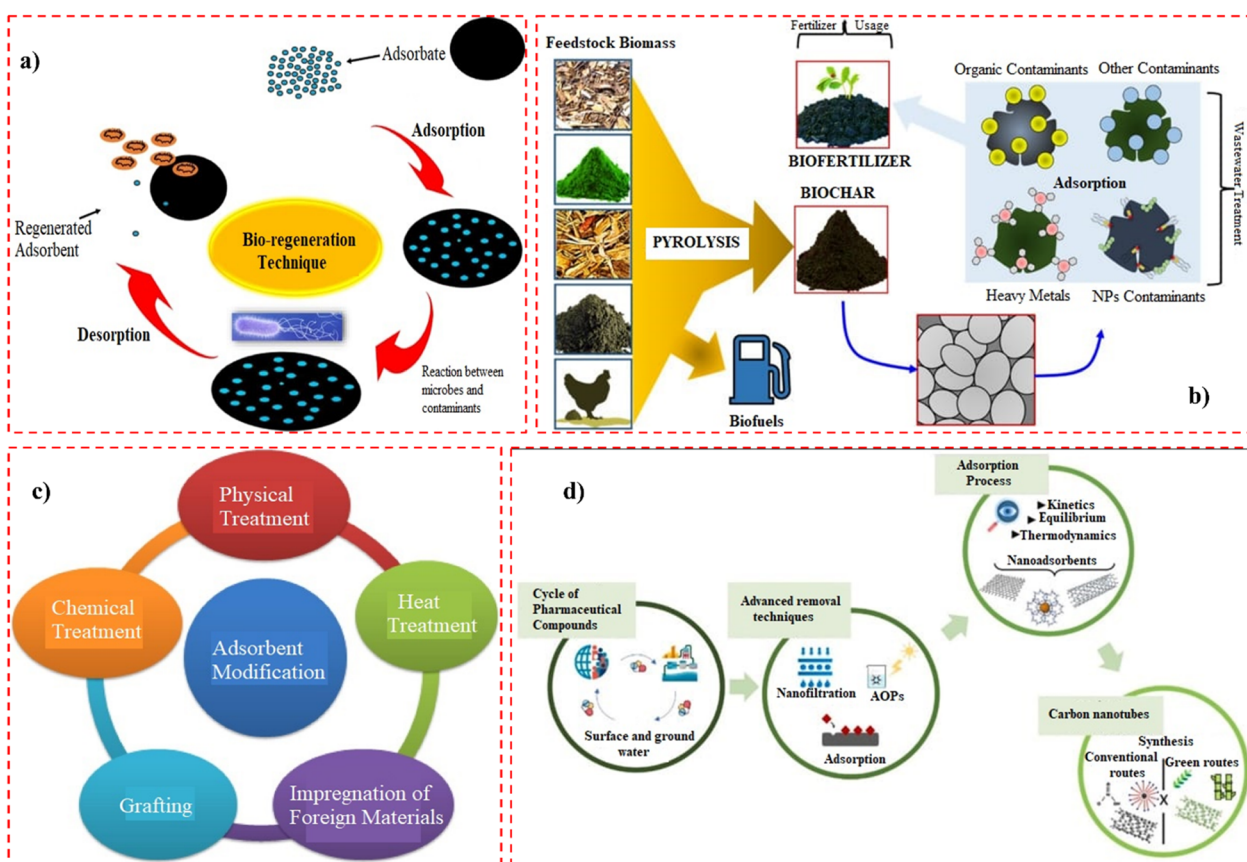 a)
Adsorbate
Adsorption
Regenerated
Adsorbent
Bio-regeneration
Technique
Desorption
Reaction between
microbes and
contaminants
b)
Feedstock Biomass
Fertilizer
Usage
BIOFERTILIZER
BIOCHAR
PYROLYSIS
Biofuels
Organic Contaminants
Other Contaminants
Adsorption
Heavy Metals
NPs Contaminants
Wastewater Treatment
c)
Physical
Treatment
Chemical
Treatment
Heat
Treatment
Adsorbent
Modification
Grafting
Impregnation of
Foreign Materials
d)
Cycle of
Pharmaceutical
Compounds
Surface and ground
water
Advanced removal
techniques
Nanofiltration
AOPs
Adsorption
Adsorption
Process
Kinetics
Equilibrium
Thermodynamics
Nanoadsorbents
Carbon nanotubes
Synthesis
Conventional
routes
Green routes
X